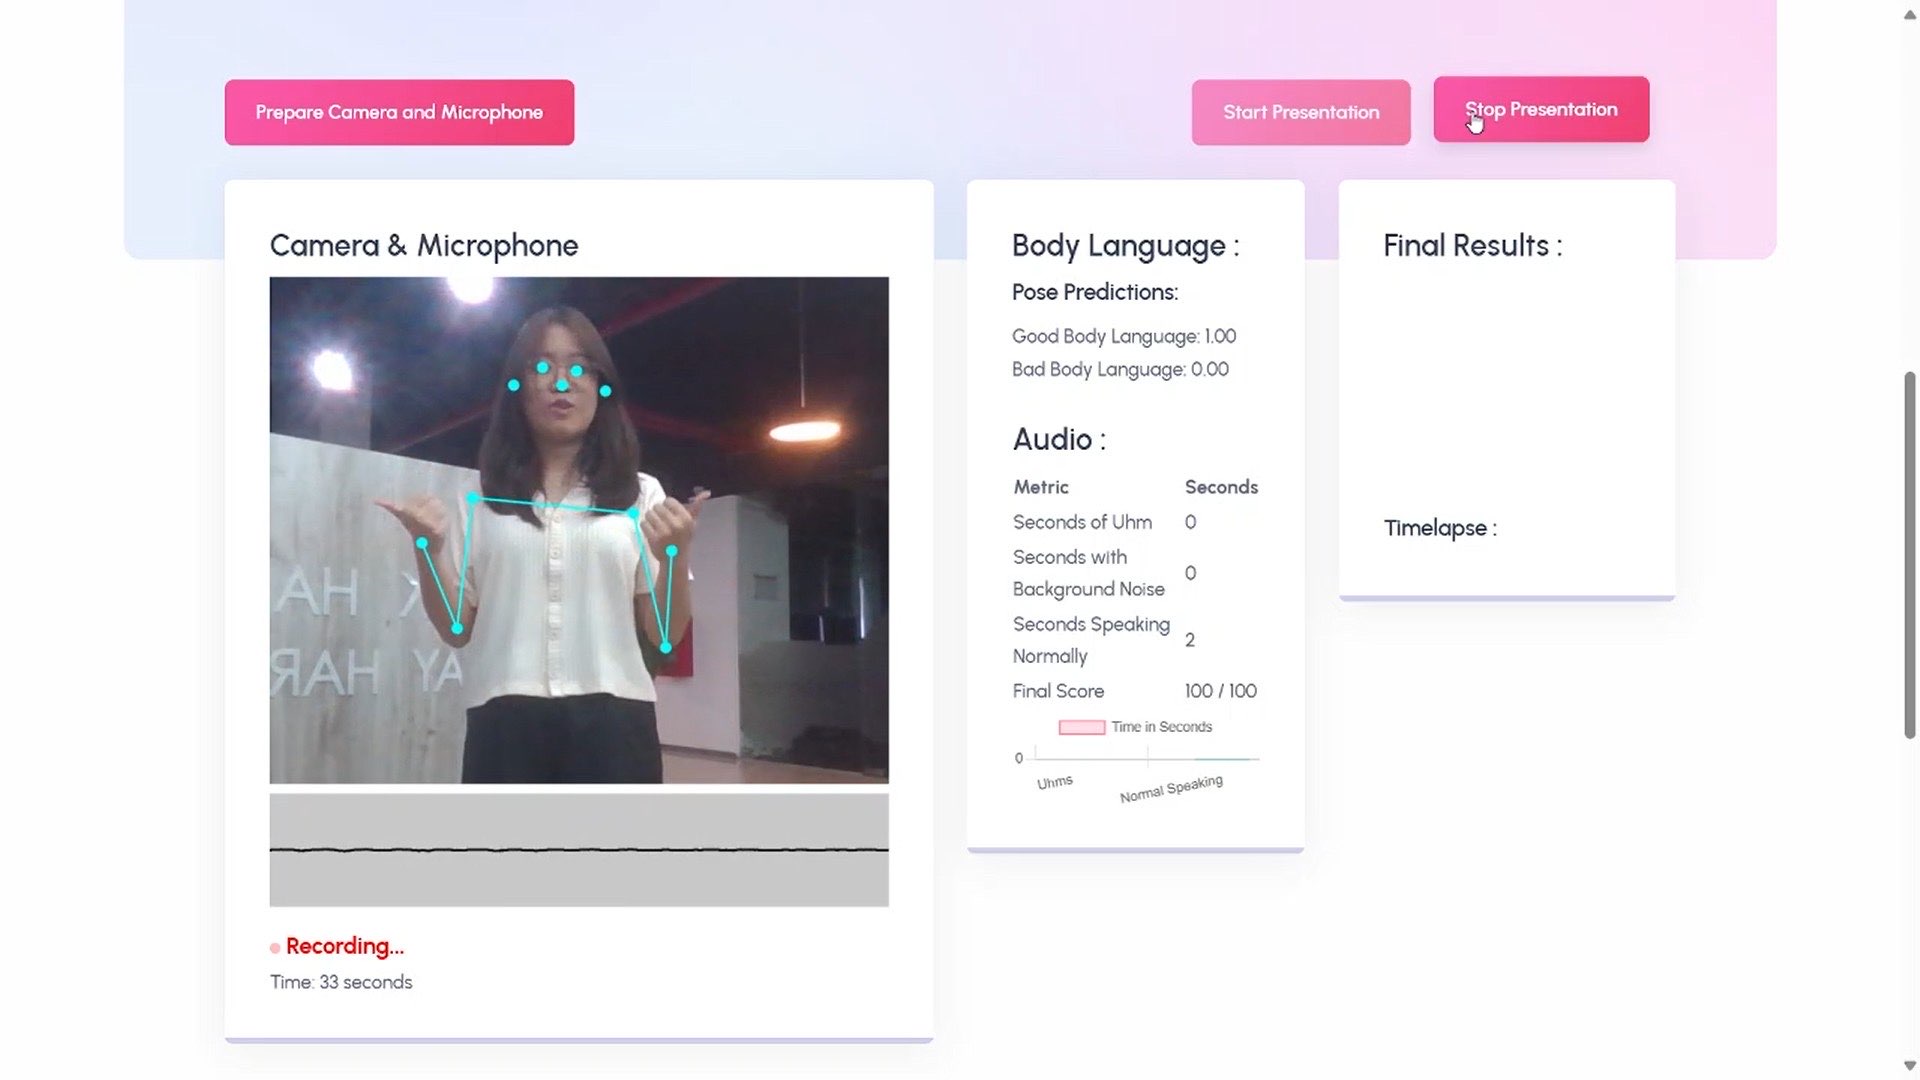 Prepare Camera and Microphone
Start Presentation
Stop Presentation
Camera & Microphone
HA
AY HAR
Recording...
Time: 33 seconds
Body Language :
Pose Predictions:
Good Body Language: 1.00
Bad Body Language: 0.00
Audio :
Metric Seconds
Seconds of Uhm 0
Seconds with
Background Noise 0
Seconds Speaking
Normally 2
Final Score 100 / 100
Time in Seconds
0
Uhms
Normal Speaking
Final Results :
Timelapse :